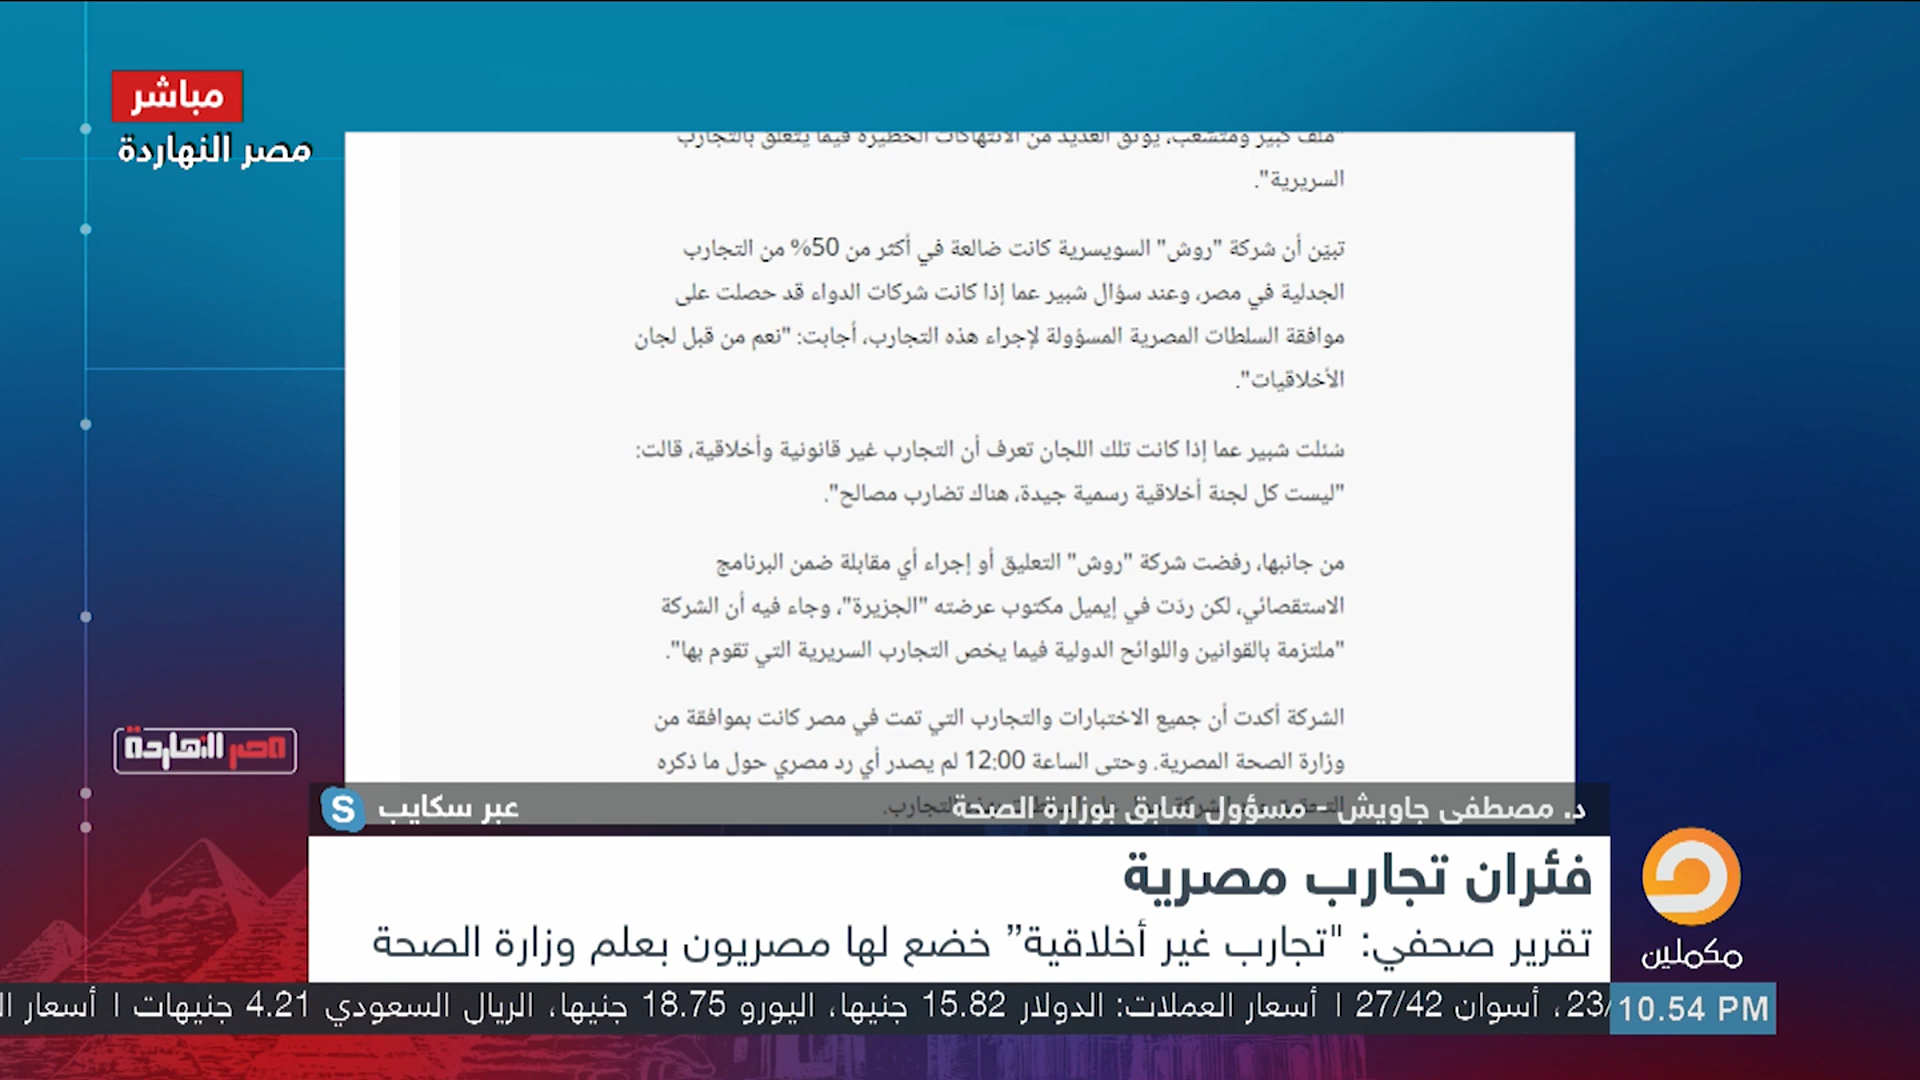 مباشر
مصر النهاردة
"ملف كبير ومتشعب، يوثق العديد من الانتهاكات الخطيرة فيما يتعلق بالتجارب
السريرية".
تبيّن أن شركة "روش" السويسرية كانت ضالعة في أكثر من 50% من التجارب
الجدلية في مصر، وعند سؤال شبير عما إذا كانت شركات الدواء قد حصلت على
موافقة السلطات المصرية المسؤولة لإجراء هذه التجارب، أجابت: "نعم من قبل لجان
الأخلاقيات".
سُئلت شبير عما إذا كانت تلك اللجان تعرف أن التجارب غير قانونية وأخلاقية، قالت:
"ليست كل لجنة أخلاقية رسمية جيدة، هناك تضارب مصالح".
من جانبها، رفضت شركة "روش" التعليق أو إجراء أي مقابلة ضمن البرنامج
الاستقصائي، لكن ردّت في إيميل مكتوب عرضته "الجزيرة"، وجاء فيه أن الشركة
"ملتزمة بالقوانين واللوائح الدولية فيما يخص التجارب السريرية التي تقوم بها".
الشركة أكدت أن جميع الاختبارات والتجارب التي تمت في مصر كانت بموافقة من
وزارة الصحة المصرية. وحتى الساعة 12:00 لم يصدر أي رد مصري حول ما ذكره
التجارب.
مصر النهاردة
د. مصطفى جاويش - مسؤول سابق بوزارة الصحة
عبر سكايب
فئران تجارب مصرية
تقرير صحفي: "تجارب غير أخلاقية" خضع لها مصريون بعلم وزارة الصحة
مكملين
23/، أسوان 27/42 | أسعار العملات: الدولار 15.82 جنيها، اليورو 18.75 جنيها، الريال السعودي 4.21 جنيهات | أسعار ال
10.54 PM